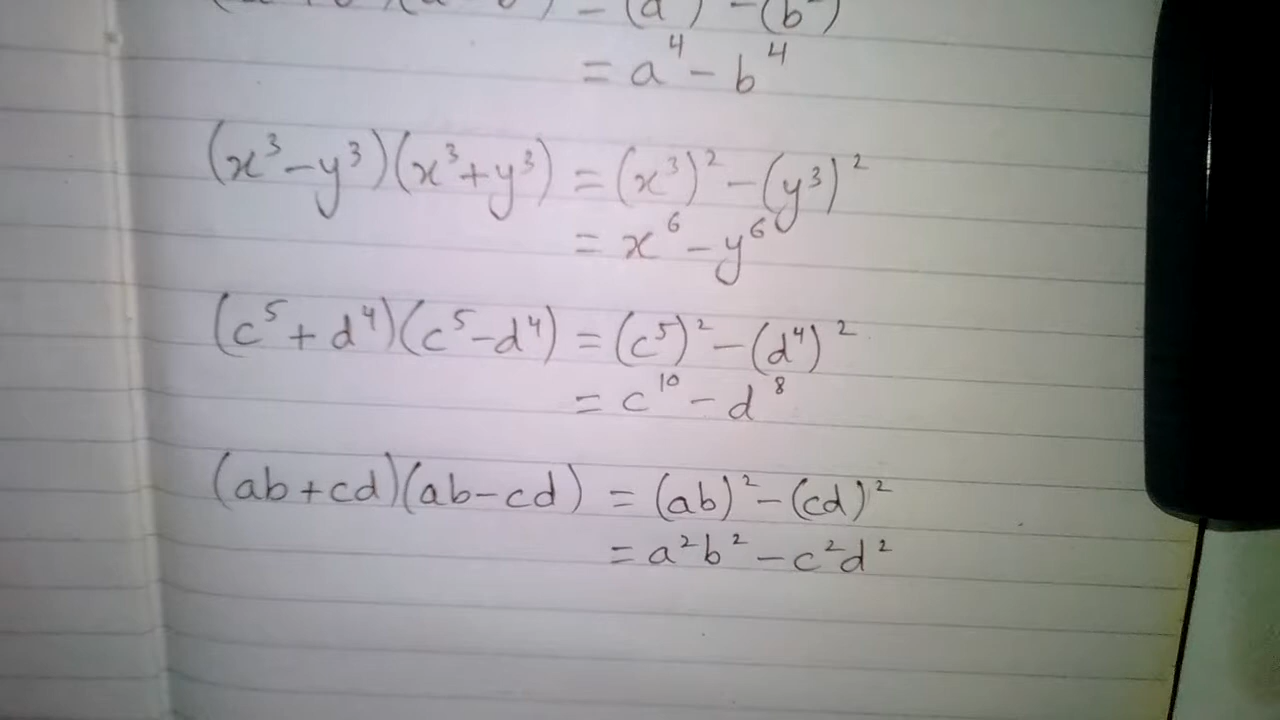 = a⁴ - b⁴
(x³-y³)(x³+y³) = (x³)² - (y³)²
= x⁶ - y⁶
(c⁵+d⁴)(c⁵-d⁴) = (c⁵)² - (d⁴)²
= c¹⁰ - d⁸
(ab+cd)(ab-cd) = (ab)² - (cd)²
= a²b² - c²d²